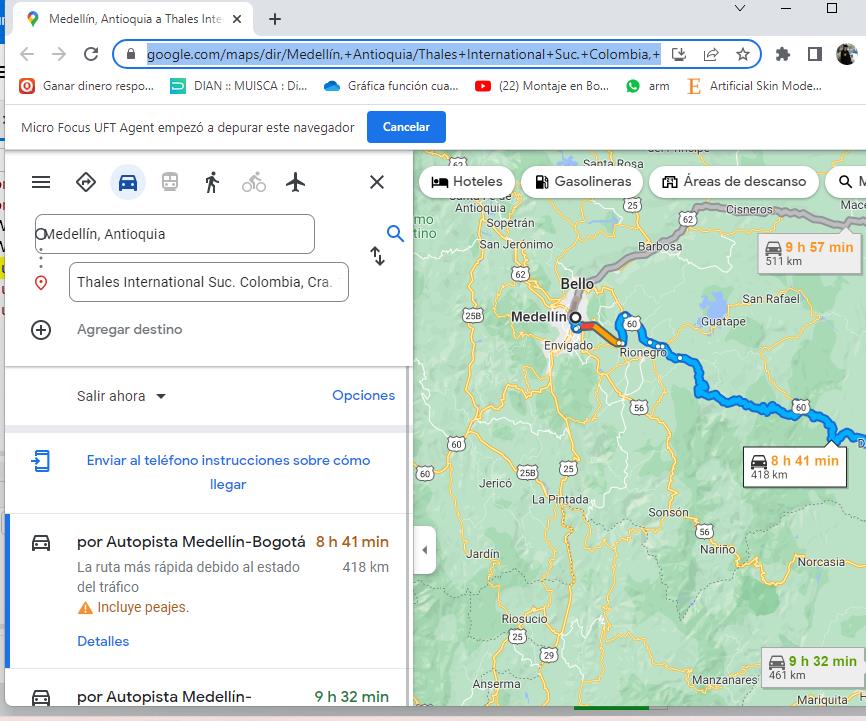 Medellín, Antioquia a Thales Inte
google.com/maps/dir/Medellín,+Antioquia/Thales+International+Suc.+Colombia,+
Ganar dinero respo...
DIAN :: MUISCA : Di...
Gráfica función cua...
(22) Montaje en Bo...
arm
Artificial Skin Mode...
Micro Focus UFT Agent empezó a depurar este navegador
Cancelar
Hoteles
Gasolineras
Áreas de descanso
Medellín, Antioquia
Thales International Suc. Colombia, Cra.
Agregar destino
Salir ahora
Opciones
Enviar al teléfono instrucciones sobre cómo
llegar
por Autopista Medellín-Bogotá 8 h 41 min
La ruta más rápida debido al estado 418 km
del tráfico
Incluye peajes.
Detalles
por Autopista Medellín- 9 h 32 min
62
Santa Rosa
Antioquia
25
Sopetrán
Cisneros
62
San Jerónimo
Barbosa
9 h 57 min
511 km
62
Bello
San Rafael
25B
Medellín
60
Guatape
Envigado
Rionegro
56
60
60
8 h 41 min
418 km
60
25B
25
Jericó
La Pintada
Sonsón
56
Jardín
Nariño
Norcasia
Riosucio
25
29
9 h 32 min
461 km
Anserma
Manzanares
Mariquita